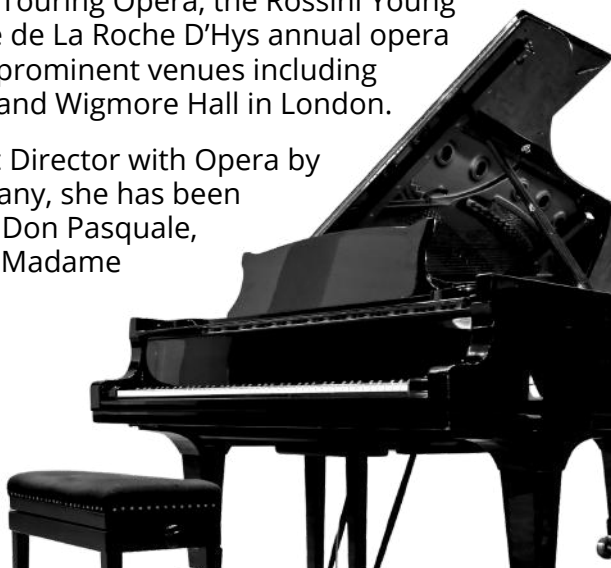 Touring Opera, the Rossini Young
de La Roche D’Hys annual opera
prominent venues including
and Wigmore Hall in London.
Director with Opera by
any, she has been
Don Pasquale,
Madame